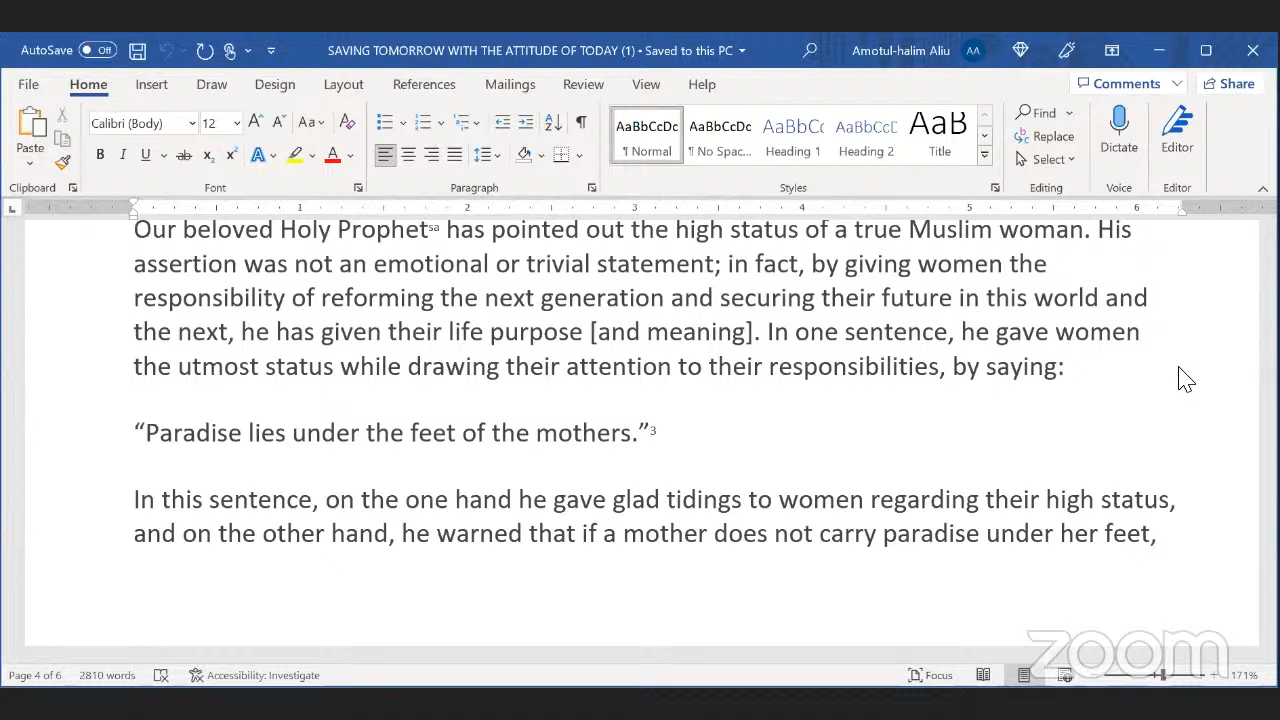 AutoSave Off SAVING TOMORROW WITH THE ATTITUDE OF TODAY (1) • Saved to this PC Amotul-halim Aliu AA
File Home Insert Draw Design Layout References Mailings Review View Help Comments Share
Paste Calibri (Body) 12 Aa AaBbCcDc ¶ Normal AaBbCcDc ¶ No Spac... AaBbCc Heading 1 AaBbCcC Heading 2 AaB Title Find Replace Select Dictate Editor
Clipboard Font Paragraph Styles Editing Voice Editor
1 2 3 4 5 6
Our beloved Holy Prophetsa has pointed out the high status of a true Muslim woman. His
assertion was not an emotional or trivial statement; in fact, by giving women the
responsibility of reforming the next generation and securing their future in this world and
the next, he has given their life purpose [and meaning]. In one sentence, he gave women
the utmost status while drawing their attention to their responsibilities, by saying:
“Paradise lies under the feet of the mothers.”3
In this sentence, on the one hand he gave glad tidings to women regarding their high status,
and on the other hand, he warned that if a mother does not carry paradise under her feet,
zoom
Page 4 of 6 2810 words Accessibility: Investigate Focus 171%